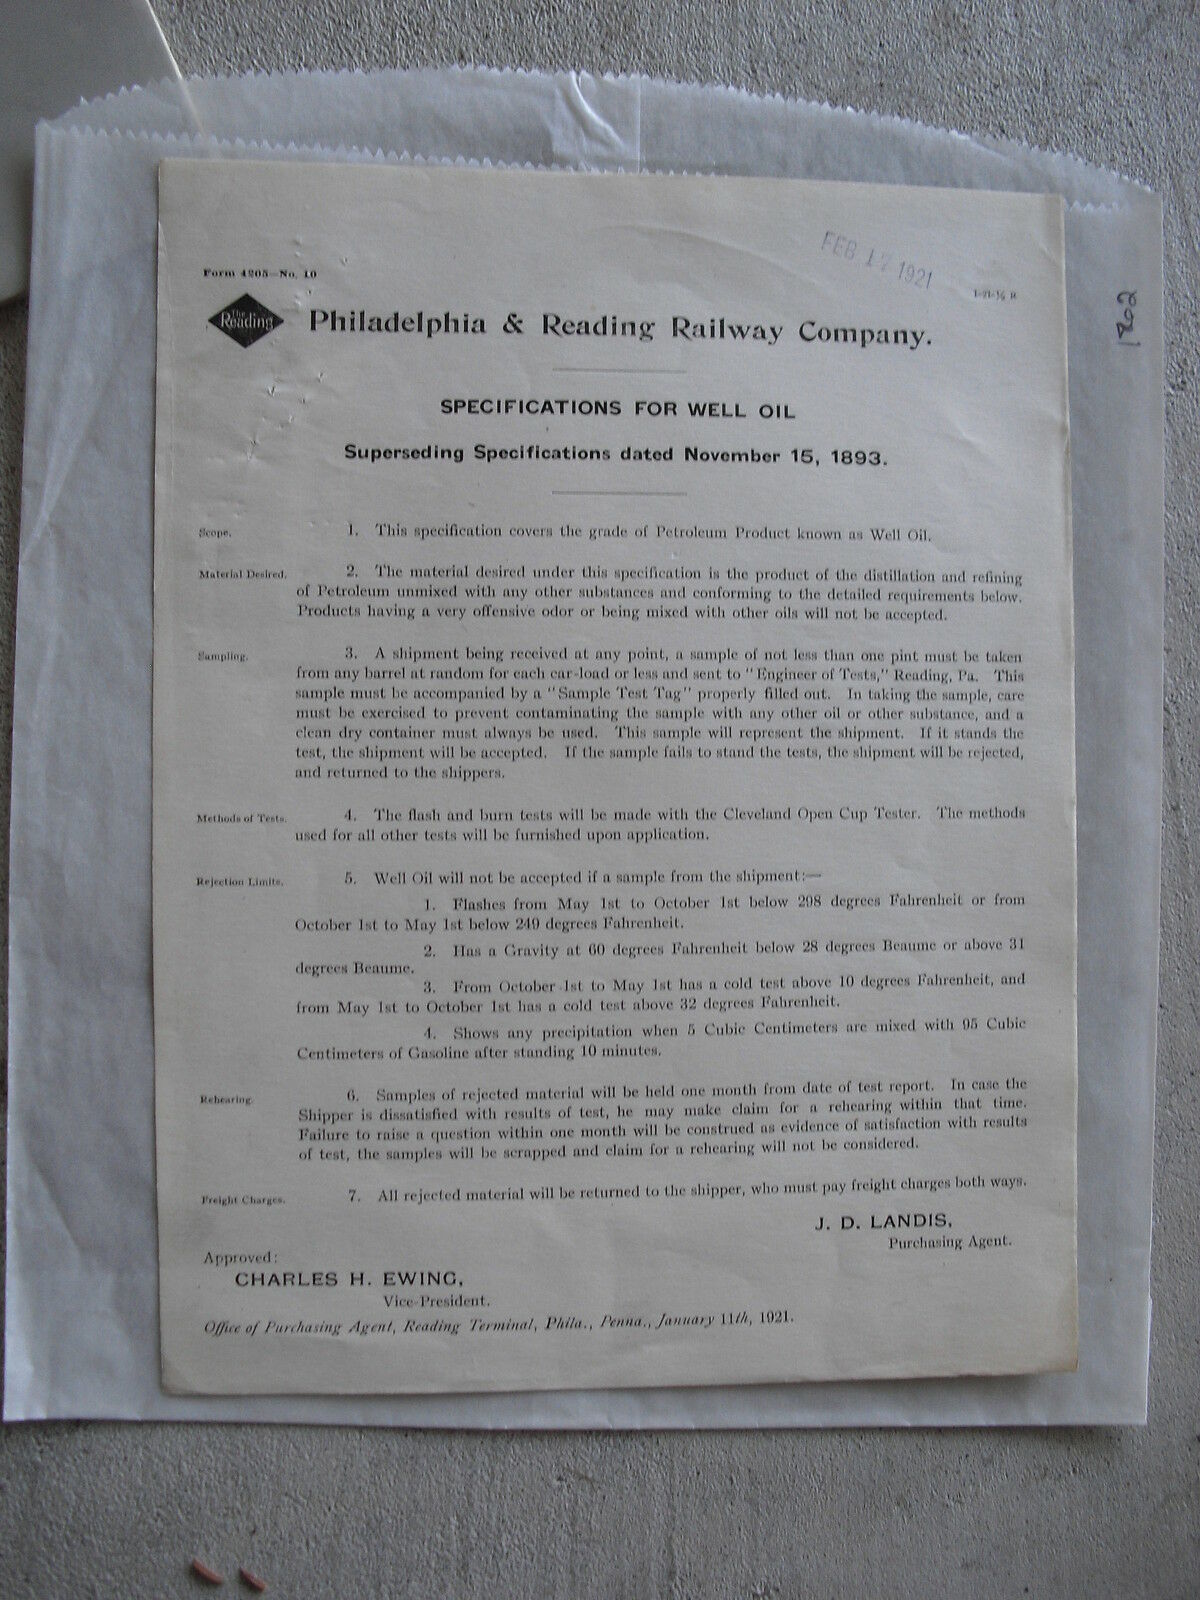 FEB 17 1921
Form 4205—No. 10
The Reading
Philadelphia & Reading Railway Company.
SPECIFICATIONS FOR WELL OIL
Superseding Specifications dated November 15, 1893.
Scope.
1. This specification covers the grade of Petroleum Product known as Well Oil.
Material Desired.
2. The material desired under this specification is the product of the distillation and refining
of Petroleum unmixed with any other substances and conforming to the detailed requirements below.
Products having a very offensive odor or being mixed with other oils will not be accepted.
Sampling.
3. A shipment being received at any point, a sample of not less than one pint must be taken
from any barrel at random for each car-load or less and sent to "Engineer of Tests," Reading, Pa. This
sample must be accompanied by a "Sample Test Tag" properly filled out. In taking the sample, care
must be exercised to prevent contaminating the sample with any other oil or other substance, and a
clean dry container must always be used. This sample will represent the shipment. If it stands the
test, the shipment will be accepted. If the sample fails to stand the tests, the shipment will be rejected,
and returned to the shippers.
Methods of Tests.
4. The flash and burn tests will be made with the Cleveland Open Cup Tester. The methods
used for all other tests will be furnished upon application.
Rejection Limits.
5. Well Oil will not be accepted if a sample from the shipment:—
1. Flashes from May 1st to October 1st below 298 degrees Fahrenheit or from
October 1st to May 1st below 249 degrees Fahrenheit.
2. Has a Gravity at 60 degrees Fahrenheit below 28 degrees Beaume or above 31
degrees Beaume.
3. From October 1st to May 1st has a cold test above 10 degrees Fahrenheit, and
from May 1st to October 1st has a cold test above 32 degrees Fahrenheit.
4. Shows any precipitation when 5 Cubic Centimeters are mixed with 95 Cubic
Centimeters of Gasoline after standing 10 minutes.
Rehearing.
6. Samples of rejected material will be held one month from date of test report. In case the
Shipper is dissatisfied with results of test, he may make claim for a rehearing within that time.
Failure to raise a question within one month will be construed as evidence of satisfaction with results
of test, the samples will be scrapped and claim for a rehearing will not be considered.
Freight Charges.
7. All rejected material will be returned to the shipper, who must pay freight charges both ways.
J. D. LANDIS,
Purchasing Agent.
Approved:
CHARLES H. EWING,
Vice-President.
Office of Purchasing Agent, Reading Terminal, Phila., Penna., January 11th, 1921.